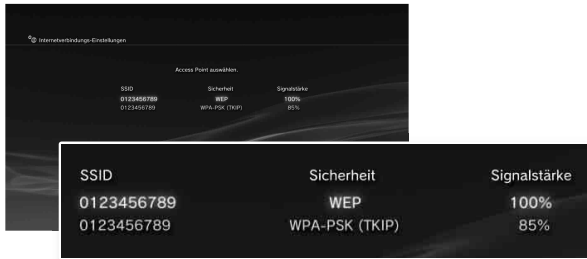 Internetverbindungs-Einstellungen
Access Point auswählen.
SSID Sicherheit Signalstärke
0123456789 WEP 100%
0123456789 WPA-PSK (TKIP) 85%
SSID Sicherheit Signalstärke
0123456789 WEP 100%
0123456789 WPA-PSK (TKIP) 85%